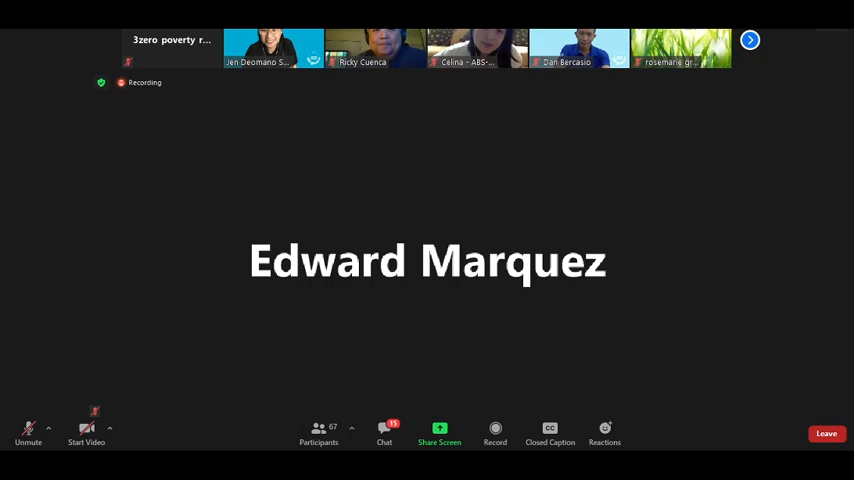 3zero poverty r...
Jen Deomano S...
Ricky Cuenca
Celina - ABS-...
Dan Bercasio
rosemarie gr...
Recording
Edward Marquez
Unmute
Start Video
67
Participants
15
Chat
Share Screen
Record
CC
Closed Caption
Reactions
Leave